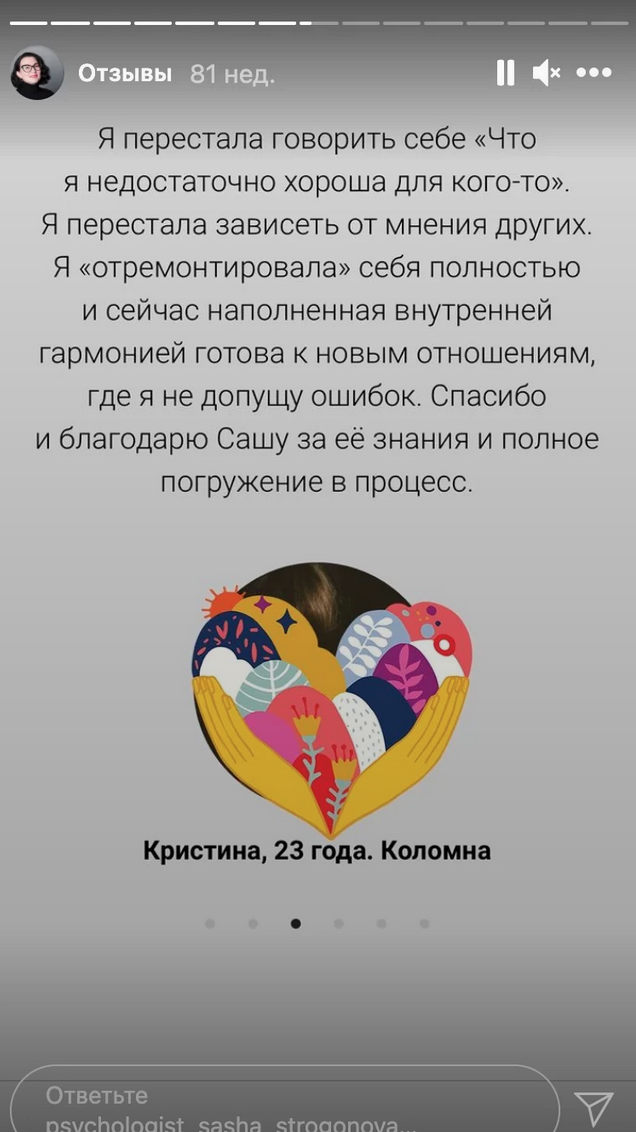 Отзывы 81 нед.
Я перестала говорить себе «Что
я недостаточно хороша для кого-то».
Я перестала зависеть от мнения других.
Я «отремонтировала» себя полностью
и сейчас наполненная внутренней
гармонией готова к новым отношениям,
где я не допущу ошибок. Спасибо
и благодарю Сашу за её знания и полное
погружение в процесс.
Кристина, 23 года. Коломна
Ответьте
psychologist_sasha_strogonova...